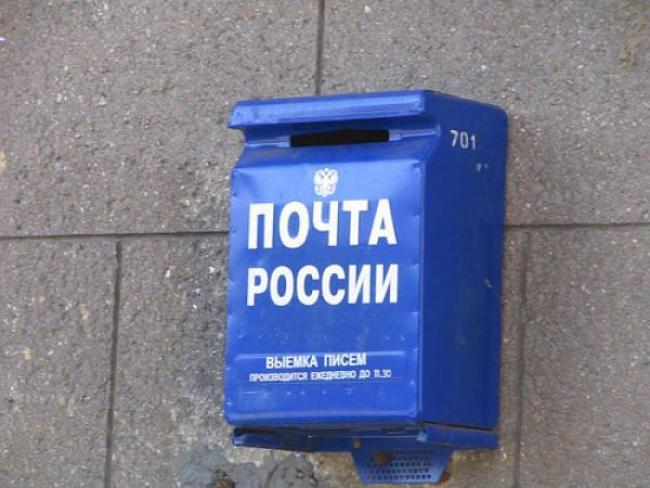 701
ПОЧТА
РОССИИ
ВЫЕМКА ПИСЕМ
ПРОИЗВОДИТСЯ ЕЖЕДНЕВНО ДО 11.30